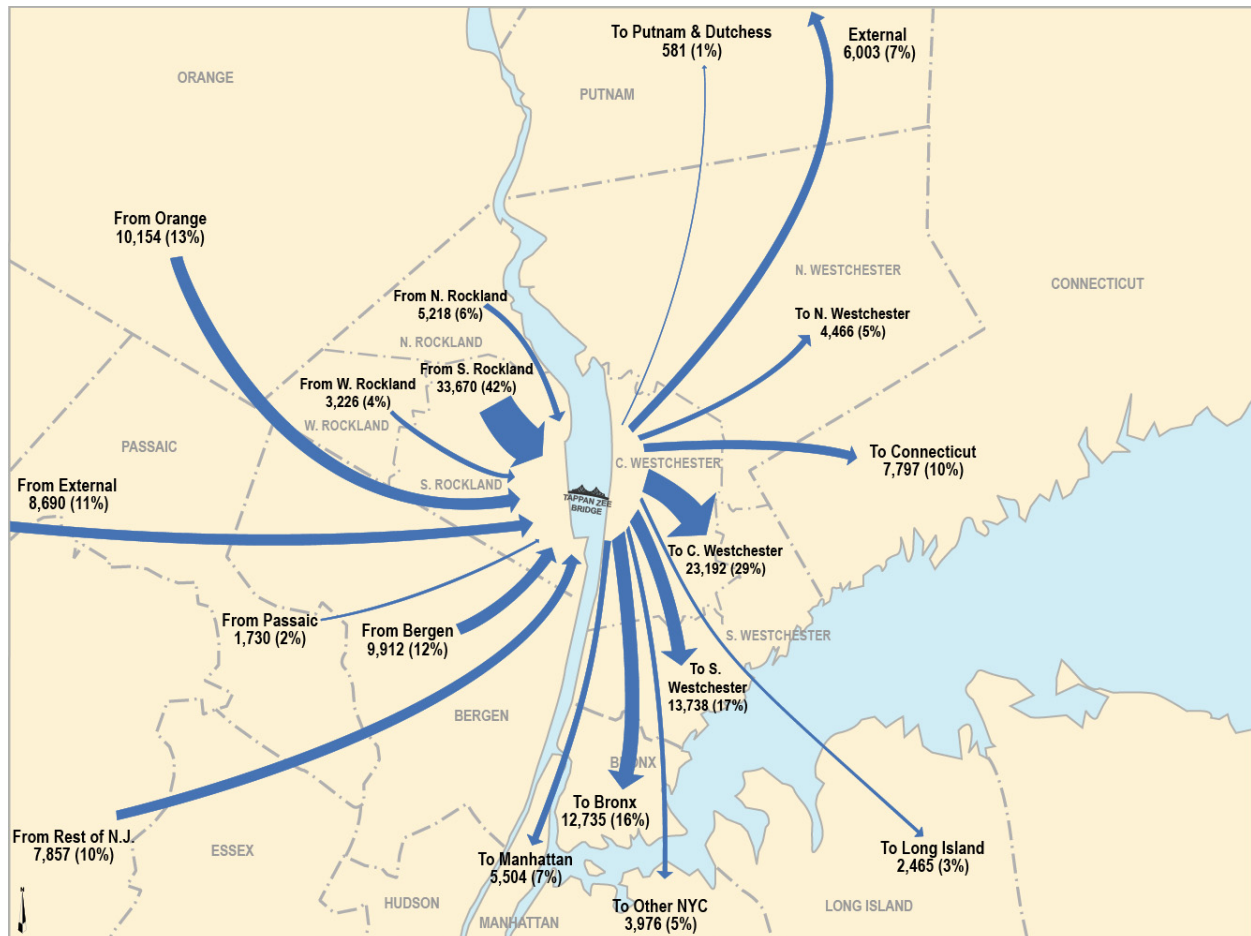 To Putnam & Dutchess
581 (1%)
External
6,003 (7%)
ORANGE
PUTNAM
From Orange
10,154 (13%)
N. WESTCHESTER
CONNECTICUT
From N. Rockland
5,218 (6%)
To N. Westchester
4,466 (5%)
N. ROCKLAND
From S. Rockland
33,670 (42%)
From W. Rockland
3,226 (4%)
W. ROCKLAND
PASSAIC
To Connecticut
7,797 (10%)
C. WESTCHESTER
From External
8,690 (11%)
S. ROCKLAND
TAPPAN ZEE
BRIDGE
To C. Westchester
23,192 (29%)
From Passaic
1,730 (2%)
From Bergen
9,912 (12%)
S. WESTCHESTER
To S.
Westchester
13,738 (17%)
BERGEN
BRONX
To Bronx
12,735 (16%)
From Rest of N.J.
7,857 (10%)
ESSEX
To Manhattan
5,504 (7%)
To Long Island
2,465 (3%)
HUDSON
MANHATTAN
To Other NYC
3,976 (5%)
LONG ISLAND
N